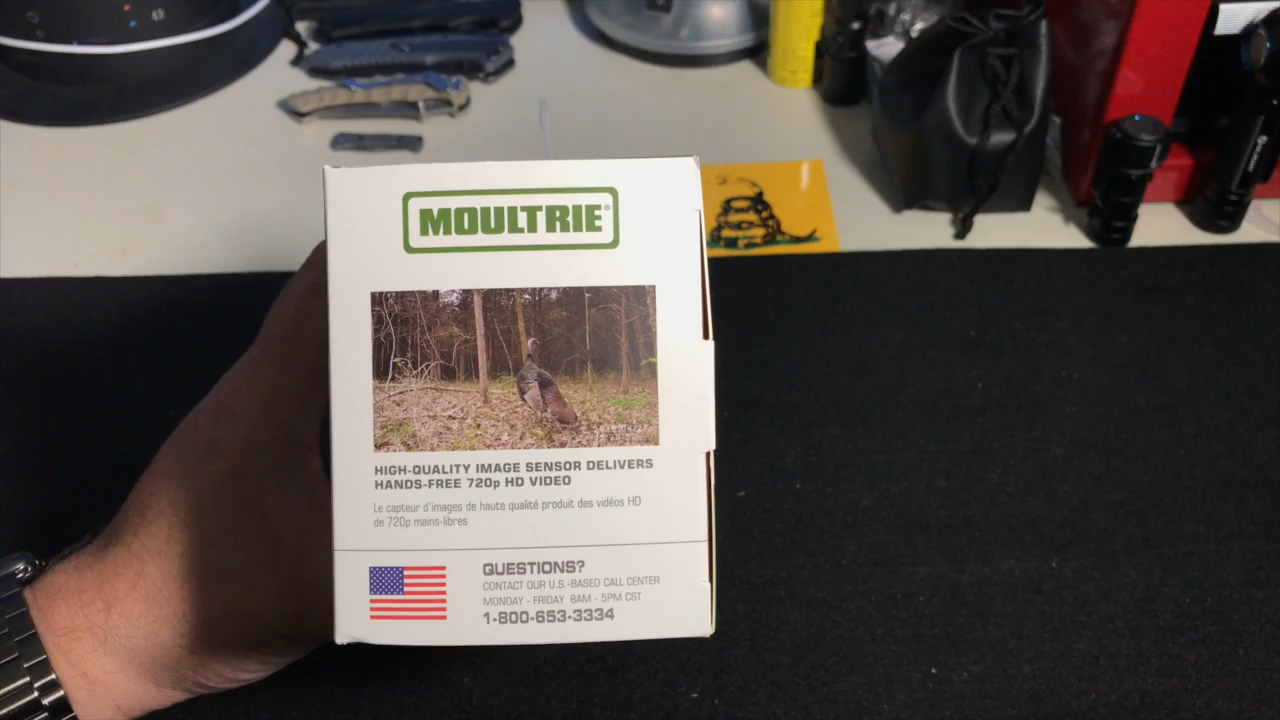 MOULTRIE®
HIGH-QUALITY IMAGE SENSOR DELIVERS
HANDS-FREE 720p HD VIDEO
Le capteur d'images de haute qualité produit des vidéos HD
de 720p mains-libres
QUESTIONS?
CONTACT OUR U.S.-BASED CALL CENTER
MONDAY - FRIDAY 8AM - 5PM CST
1-800-653-3334